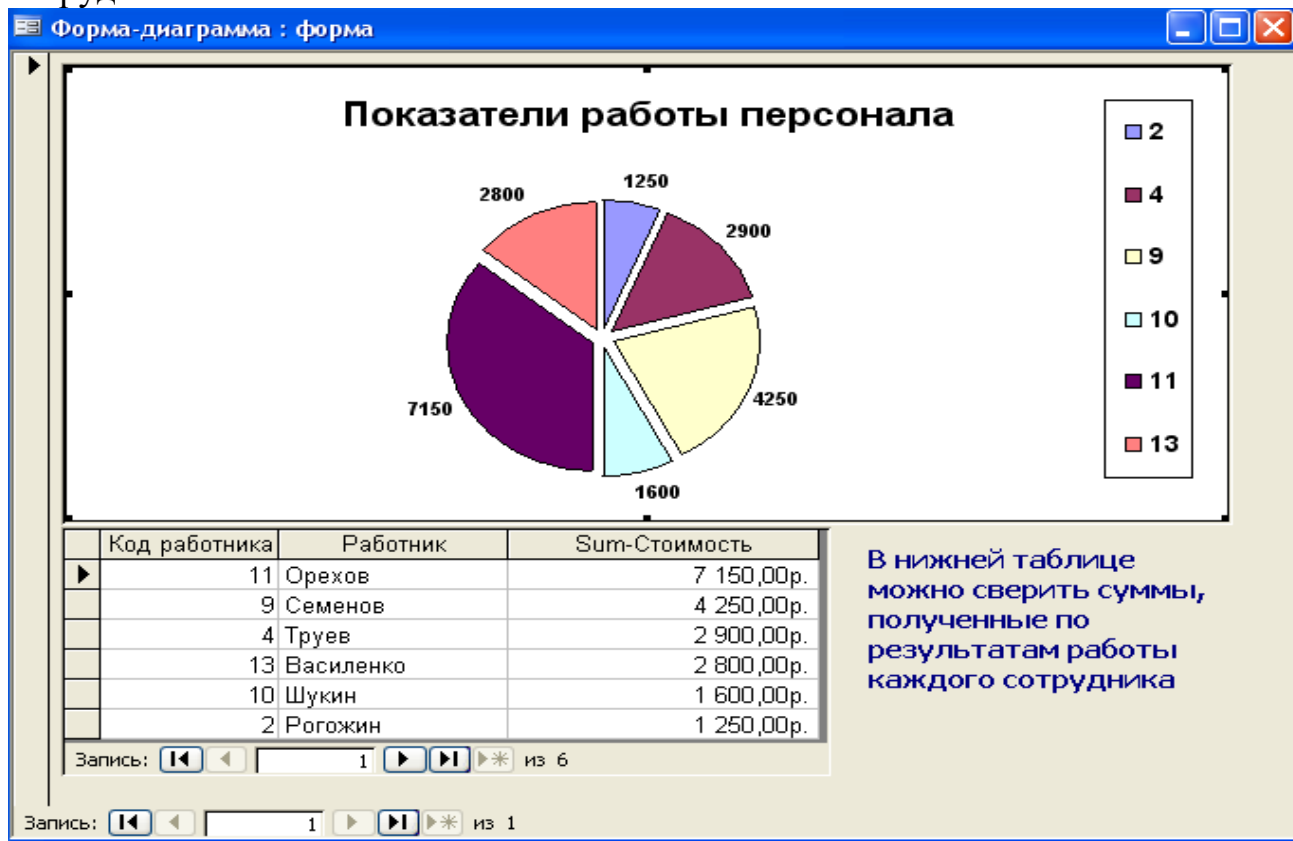 Форма-диаграмма : форма
Показатели работы персонала
2
4
9
10
11
13
1250
2900
4250
1600
7150
2800
Код работника Работник Sum-Стоимость
11 Орехов 7 150,00р.
9 Семенов 4 250,00р.
4 Труев 2 900,00р.
13 Василенко 2 800,00р.
10 Шукин 1 600,00р.
2 Рогожин 1 250,00р.
Запись: 1 из 6
В нижней таблице
можно сверить суммы,
полученные по
результатам работы
каждого сотрудника
Запись: 1 из 1